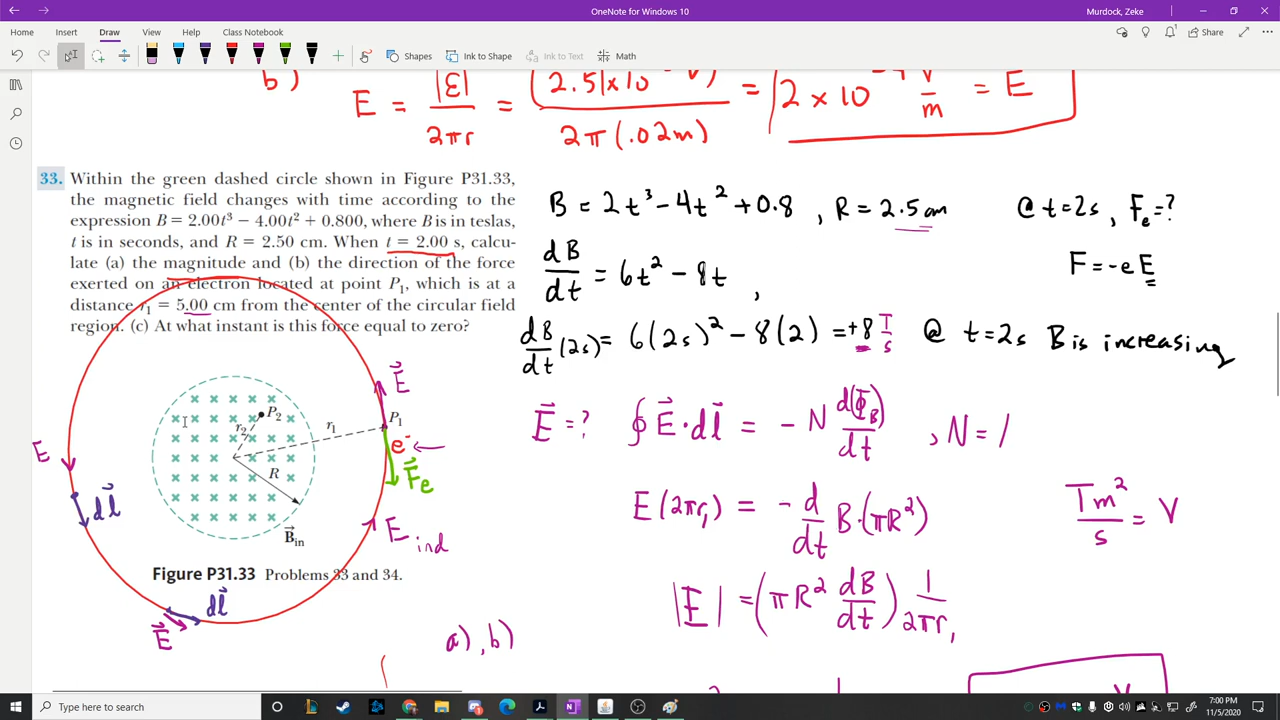 OneNote for Windows 10
Murdock, Zeke
Home Insert Draw View Help Class Notebook
Share
Shapes Ink to Shape Ink to Text Math
b)
E = |ε| / 2πr = (2.51x10 V) / 2π(.02m) = 2 x 10 V/m = E
33. Within the green dashed circle shown in Figure P31.33,
the magnetic field changes with time according to the
expression B = 2.00t³ − 4.00t² + 0.800, where B is in teslas,
t is in seconds, and R = 2.50 cm. When t = 2.00 s, calcu-
late (a) the magnitude and (b) the direction of the force
exerted on an electron located at point P₁, which is at a
distance r₁ = 5.00 cm from the center of the circular field
region. (c) At what instant is this force equal to zero?
B = 2t³ − 4t² + 0.8 , R = 2.5 cm @ t=2s, Fe=?
dB/dt = 6t² − 8t , F = -eE
dB/dt (2s) = 6(2s)² − 8(2) = +8 T/s @ t=2s B is increasing
E⃗ = ? ∮ E⃗ · dl⃗ = − N d(ΦB)/dt , N = 1
E(2πr₁) = − d/dt B·(πR²) Tm²/s = V
|E| = (πR² dB/dt) 1/2πr₁
E⃗
P₁
P₂
r₂
r₁
e⁻
E
R
F⃗e
dl⃗
E ind
B⃗in
Figure P31.33 Problems 33 and 34.
dl⃗
E⃗
a), b)
Type here to search
7:00 PM
11/5/2020